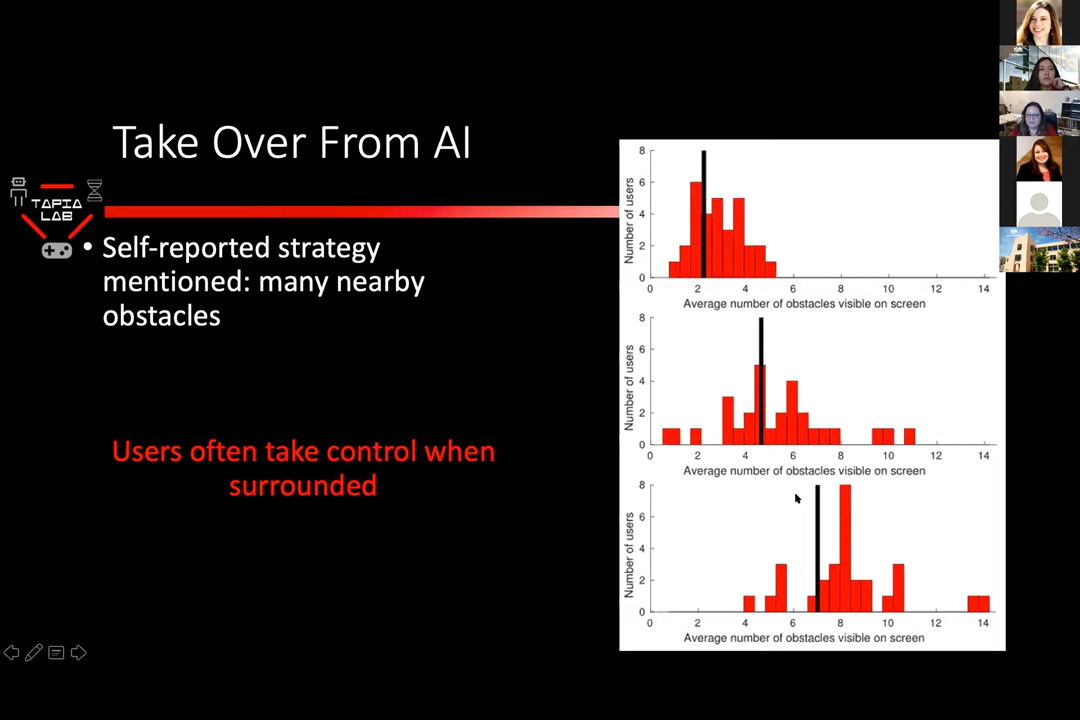 Take Over From AI
TAPIA
LAB
• Self-reported strategy
mentioned: many nearby
obstacles
Users often take control when
surrounded
8
6
4
2
0
Number of users
0 2 4 6 8 10 12 14
Average number of obstacles visible on screen
8
6
4
2
0
Number of users
0 2 4 6 8 10 12 14
Average number of obstacles visible on screen
8
6
4
2
0
Number of users
0 2 4 6 8 10 12 14
Average number of obstacles visible on screen